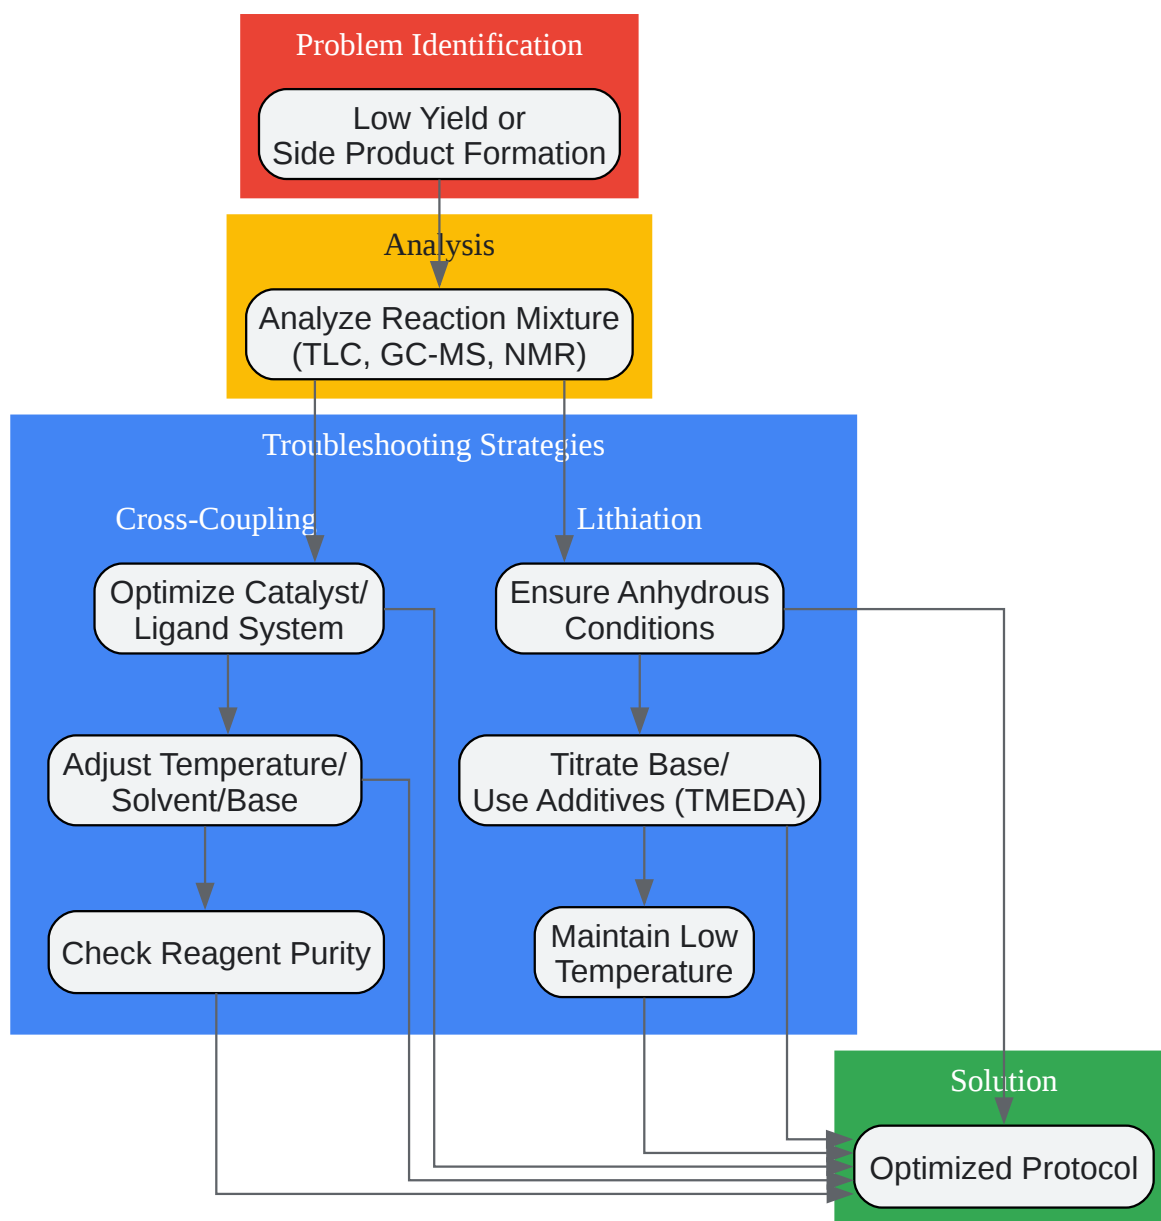 Problem Identification
Low Yield or
Side Product Formation
Analysis
Analyze Reaction Mixture
(TLC, GC-MS, NMR)
Troubleshooting Strategies
Cross-Coupling
Optimize Catalyst/
Ligand System
Adjust Temperature/
Solvent/Base
Check Reagent Purity
Lithiation
Ensure Anhydrous
Conditions
Titrate Base/
Use Additives (TMEDA)
Maintain Low
Temperature
Solution
Optimized Protocol